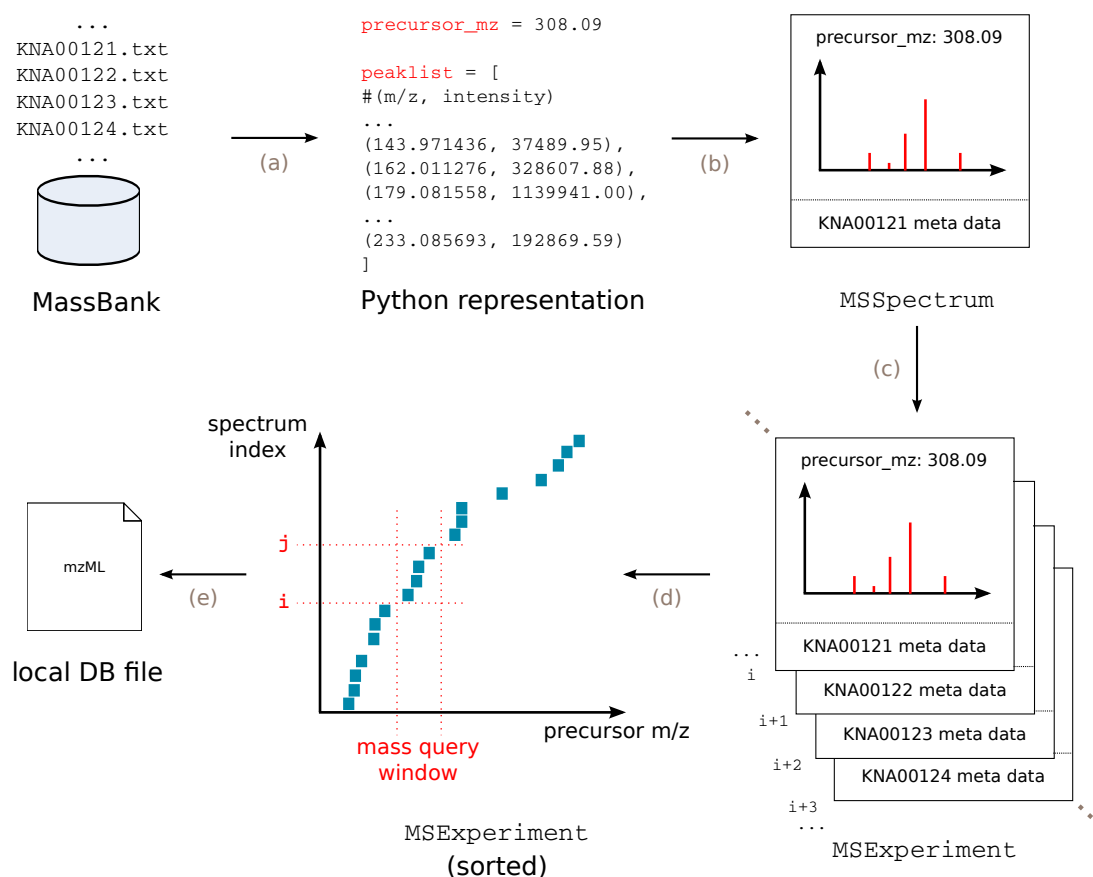 ...
KNA00121.txt
KNA00122.txt
KNA00123.txt
KNA00124.txt
...
MassBank
(a)
precursor_mz = 308.09
peaklist = [
#(m/z, intensity)
...
(143.971436, 37489.95),
(162.011276, 328607.88),
(179.081558, 1139941.00),
...
(233.085693, 192869.59)
]
Python representation
(b)
precursor_mz: 308.09
KNA00121 meta data
MSSpectrum
(c)
precursor_mz: 308.09
KNA00121 meta data
KNA00122 meta data
KNA00123 meta data
KNA00124 meta data
...
i
i+1
i+2
i+3
...
MSExperiment
(d)
spectrum
index
j
i
precursor m/z
mass query
window
MSExperiment
(sorted)
(e)
mzML
local DB file